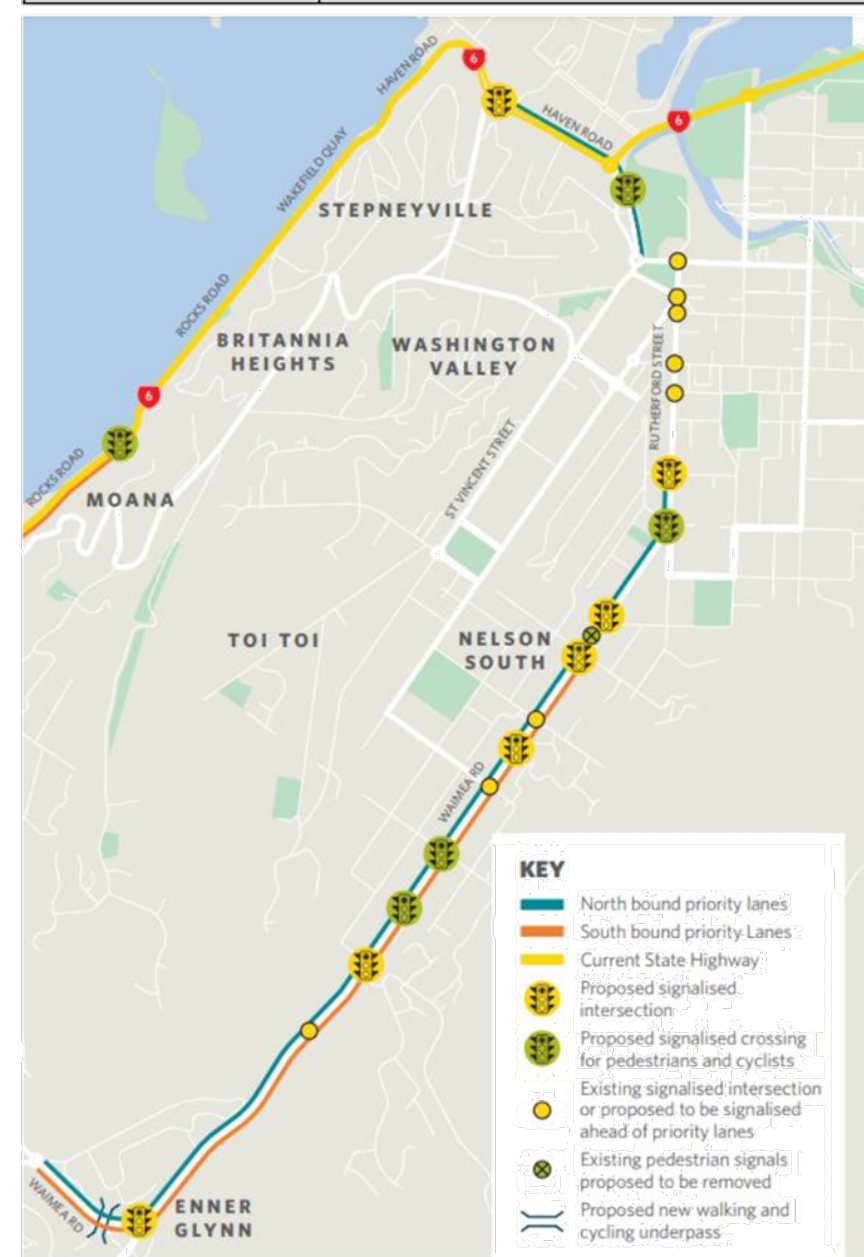 HAVEN ROAD
6
HAVEN ROAD
6
WAKEFIELD QUAY
STEPNEYVILLE
ROCKS ROAD
BRITANNIA
HEIGHTS
WASHINGTON
VALLEY
RUTHERFORD STREET
6
ROCKS ROAD
MOANA
ST VINCENT STREET
TOI TOI
NELSON
SOUTH
WAIMEA RD
KEY
North bound priority lanes
South bound priority Lanes
Current State Highway
Proposed signalised
intersection
Proposed signalised crossing
for pedestrians and cyclists
Existing signalised intersection
or proposed to be signalised
ahead of priority lanes
Existing pedestrian signals
proposed to be removed
Proposed new walking and
cycling underpass
WAIMEA RD
ENNER
GLYNN